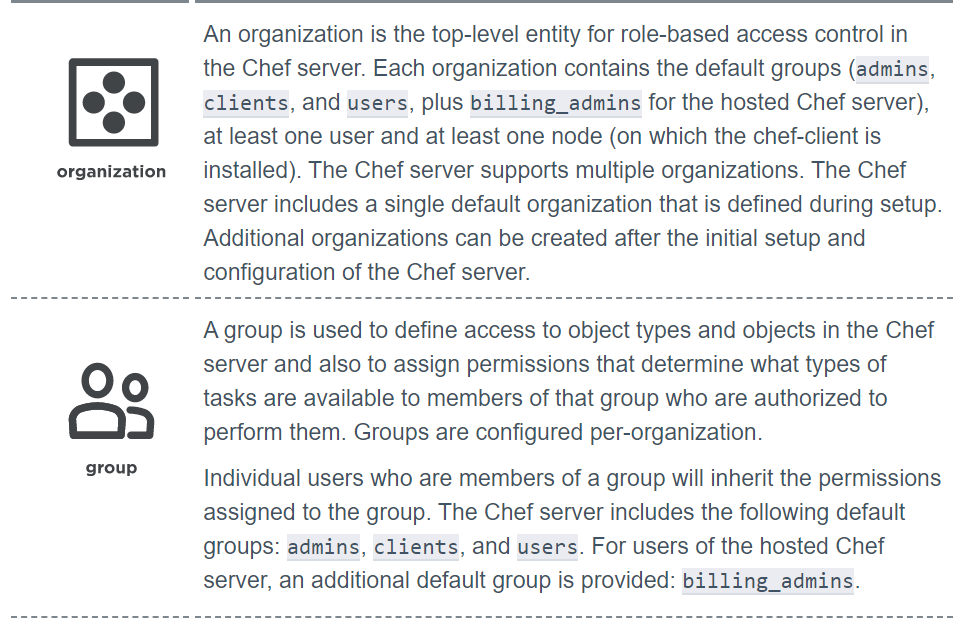 An organization is the top-level entity for role-based access control in
the Chef server. Each organization contains the default groups (admins,
clients, and users, plus billing_admins for the hosted Chef server),
at least one user and at least one node (on which the chef-client is
installed). The Chef server supports multiple organizations. The Chef
server includes a single default organization that is defined during setup.
Additional organizations can be created after the initial setup and
configuration of the Chef server.
organization
A group is used to define access to object types and objects in the Chef
server and also to assign permissions that determine what types of
tasks are available to members of that group who are authorized to
perform them. Groups are configured per-organization.
Individual users who are members of a group will inherit the permissions
assigned to the group. The Chef server includes the following default
groups: admins, clients, and users. For users of the hosted Chef
server, an additional default group is provided: billing_admins.
group